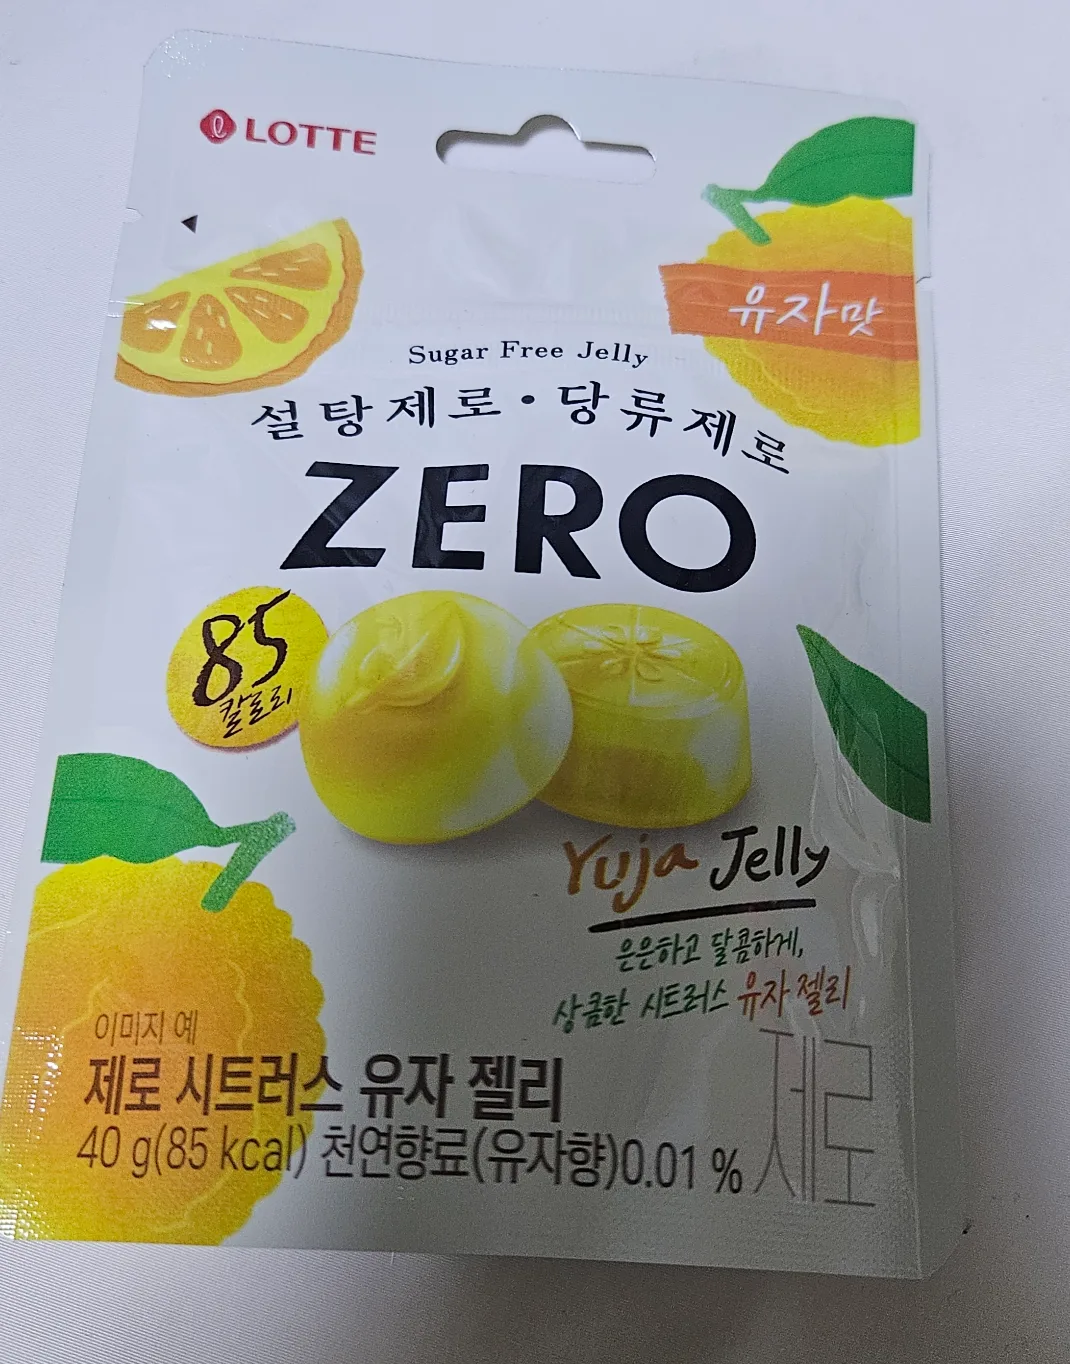 LOTTE
유자맛
Sugar Free Jelly
설탕제로·당류제로
ZERO
85
칼로리
Yuja Jelly
은은하고 달콤하게,
상큼한 시트러스 유자 젤리
이미지 예
제로 시트러스 유자 젤리
40 g(85 kcal) 천연향료(유자향)0.01 %
제로